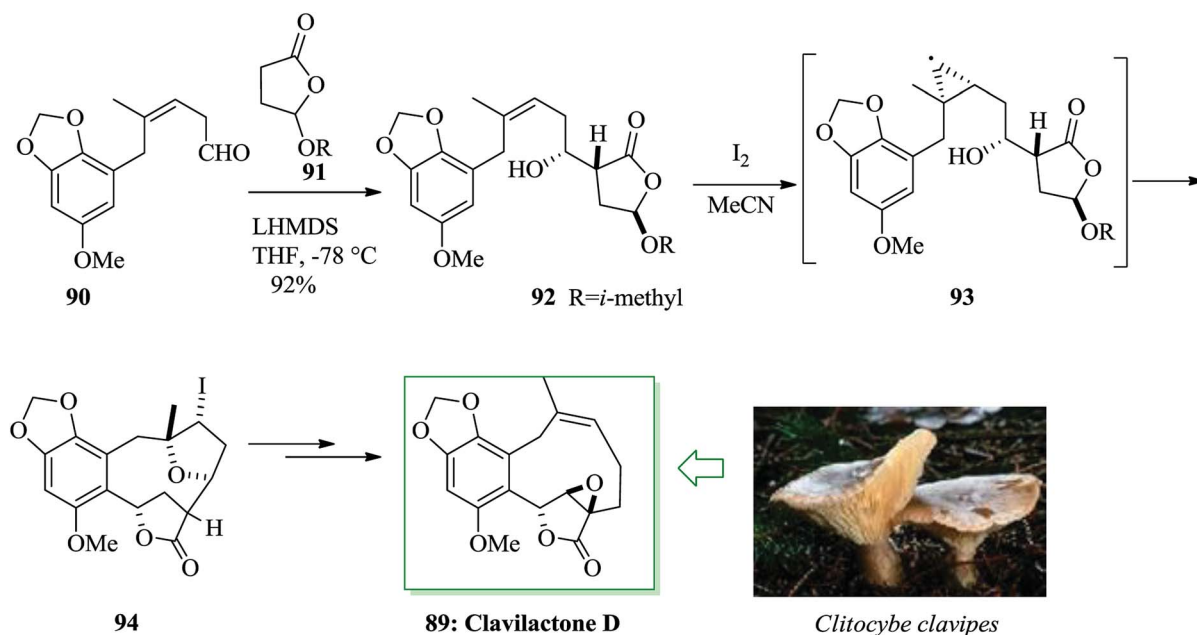 O
O
91
OR
O
O
CHO
OMe
90
LHMDS
THF, -78 °C
92%
O
O
HO
H
O
O
OMe
OR
92 R=i-methyl
I2
MeCN
O
O
HO
H
O
O
OMe
OR
93
O
O
I
O
OMe
O
O
H
94
O
O
O
OMe
O
O
89: Clavilactone D
Clitocybe clavipes